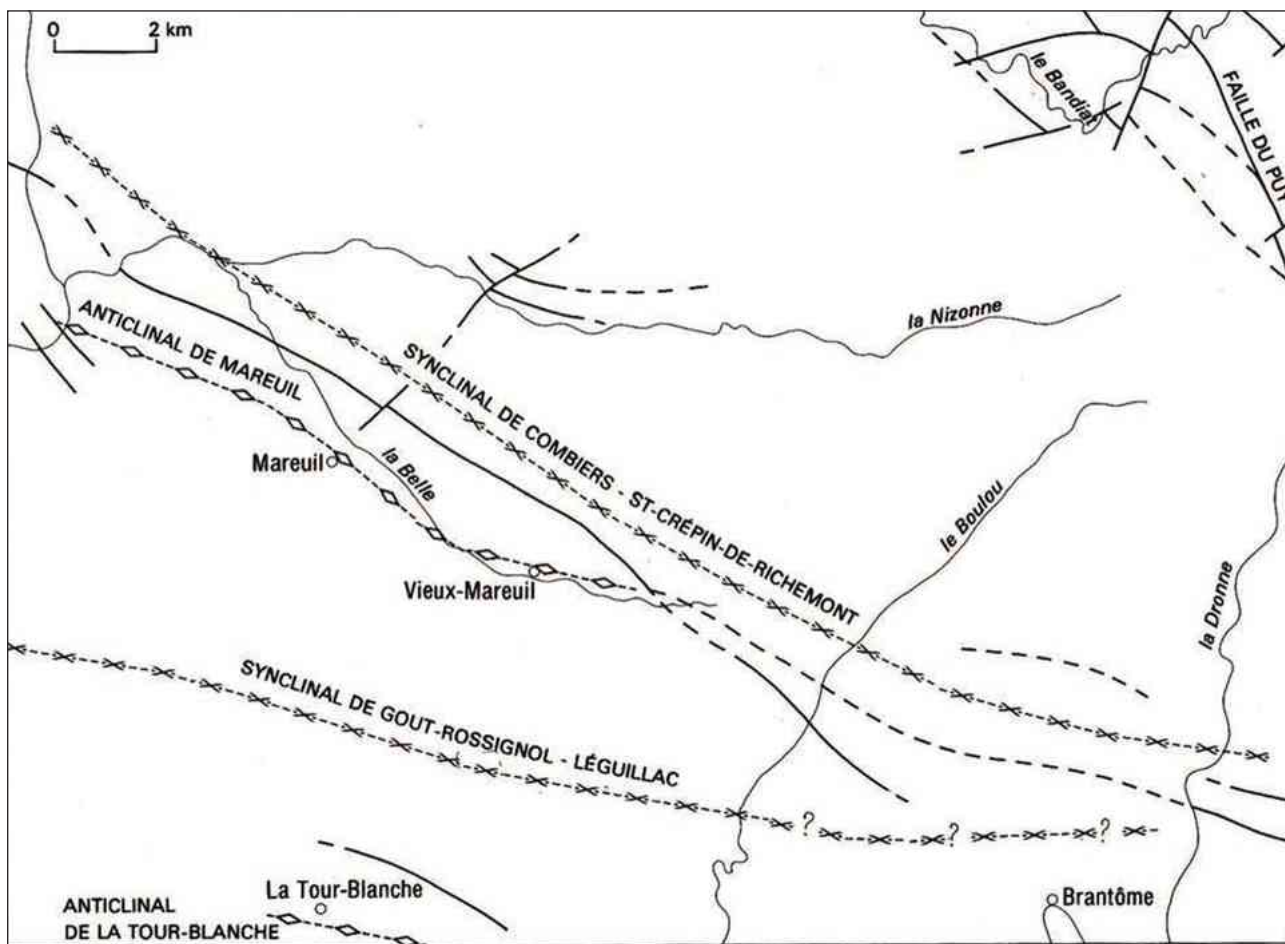 0 2 km
le Bandiat
FAILLE DU PUY
ANTICLINAL DE MAREUIL
la Nizonne
SYNCLINAL DE COMBIERS - ST-CRÉPIN-DE-RICHEMONT
Mareuil
la Belle
le Boulou
Vieux-Mareuil
la Dronne
SYNCLINAL DE GOUT-ROSSIGNOL - LÉGUILLAC
? ? ?
La Tour-Blanche
Brantôme
ANTICLINAL
DE LA TOUR-BLANCHE